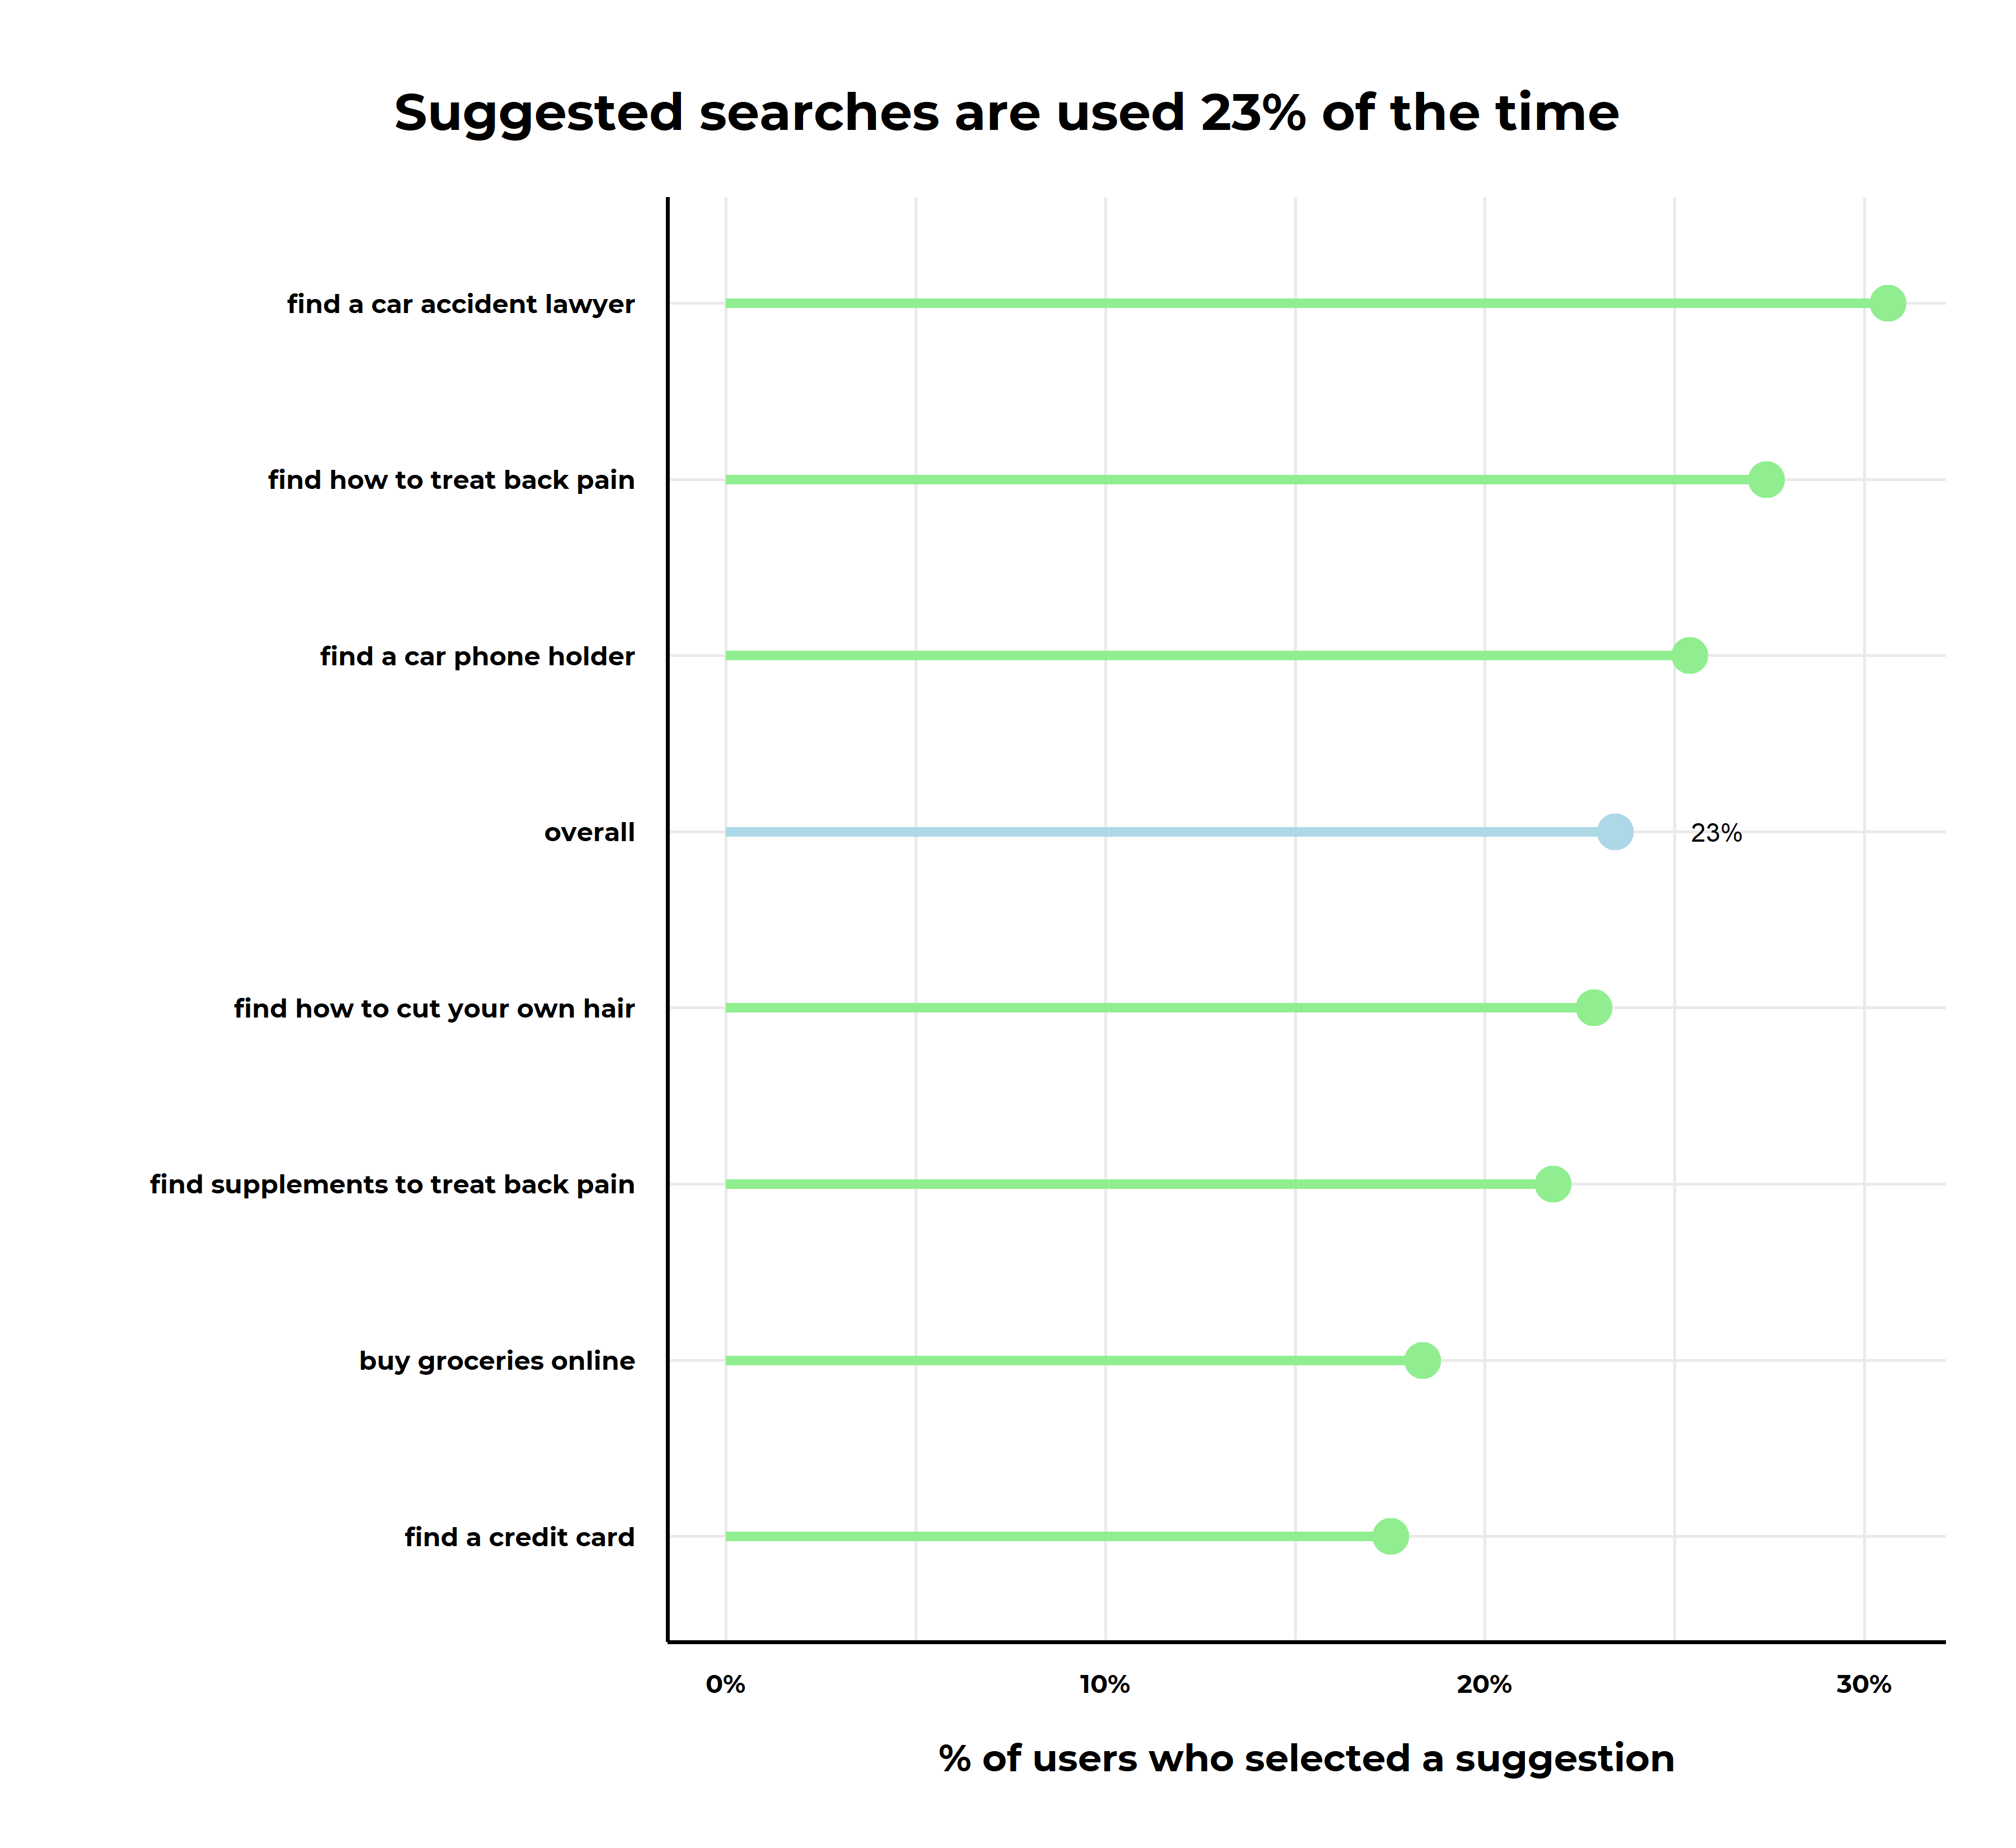 Suggested searches are used 23% of the time
find a car accident lawyer
find how to treat back pain
find a car phone holder
overall
23%
find how to cut your own hair
find supplements to treat back pain
buy groceries online
find a credit card
0%
10%
20%
30%
% of users who selected a suggestion